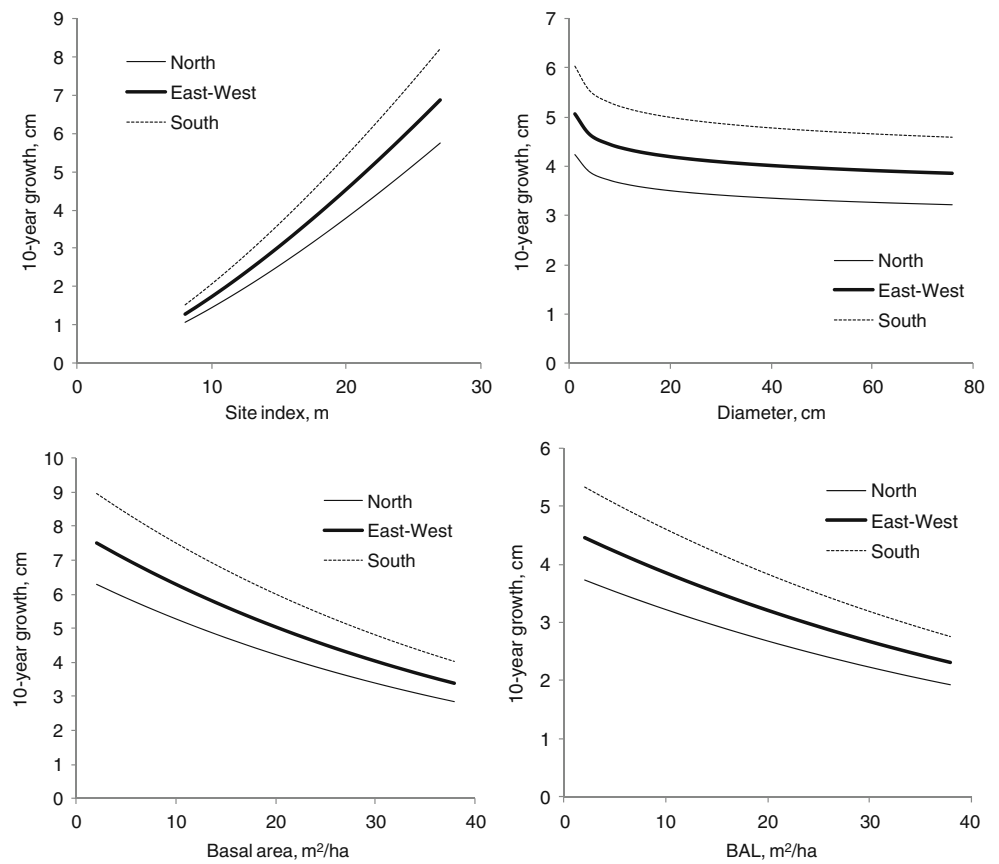 10-year growth, cm
9
8
7
6
5
4
3
2
1
0
North
East-West
South
0 10 20 30
Site index, m
10-year growth, cm
7
6
5
4
3
2
1
0
North
East-West
South
0 20 40 60 80
Diameter, cm
10-year growth, cm
10
9
8
7
6
5
4
3
2
1
0
North
East-West
South
0 10 20 30 40
Basal area, m²/ha
10-year growth, cm
6
5
4
3
2
1
0
North
East-West
South
0 10 20 30 40
BAL, m²/ha